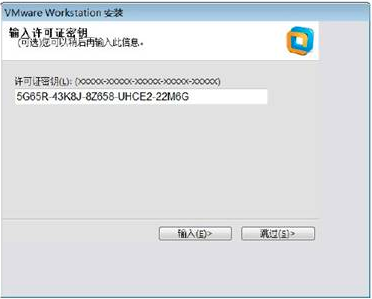 VMware Workstation 安装
输入许可证密钥
(可选)您可以稍后再输入此信息。
许可证密钥(L): (XXXXX-XXXXX-XXXXX-XXXXX-XXXXX)
5G65R-43K8J-8Z658-UHCE2-22M6G
输入(E)>
跳过(S)>